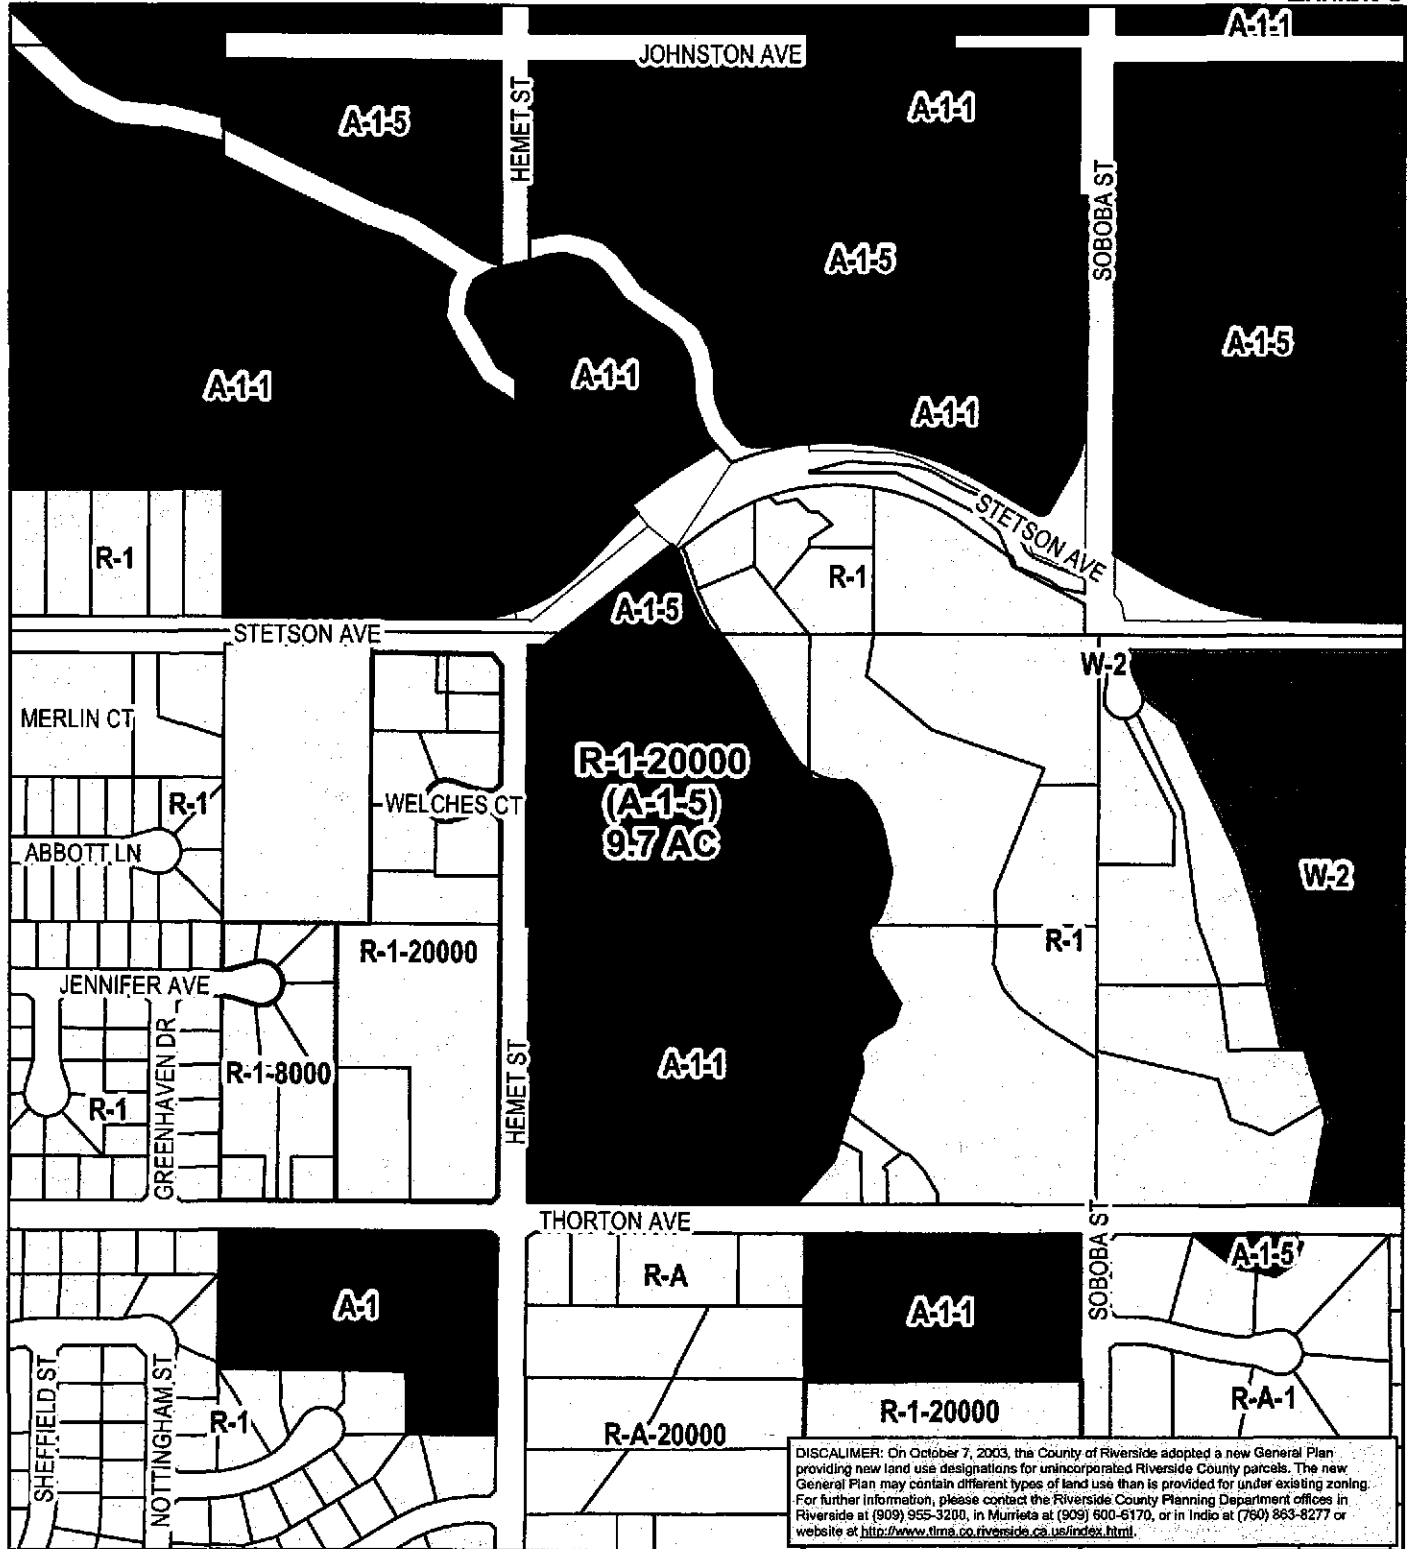 A-1-1
JOHNSTON AVE
A-1-5
HEMET ST
A-1-1
SOBOBA ST
A-1-5
A-1-5
A-1-1
A-1-1
A-1-1
STETSON AVE
R-1
R-1
A-1-5
STETSON AVE
W-2
MERLIN CT
R-1-20000
(A-1-5)
9.7 AC
R-1
WELCHES CT
ABBOTT LN
W-2
R-1-20000
R-1
JENNIFER AVE
GREENHAVEN DR
R-1-8000
A-1-1
HEMET ST
R-1
THORTON AVE
SOBOBA ST
A-1-5
R-A
A-1
A-1-1
SHEFFIELD ST
NOTTINGHAM ST
R-1
R-A-20000
R-1-20000
R-A-1
DISCALIMER: On October 7, 2003, the County of Riverside adopted a new General Plan
providing new land use designations for unincorporated Riverside County parcels. The new
General Plan may contain different types of land use than is provided for under existing zoning.
For further information, please contact the Riverside County Planning Department offices in
Riverside at (909) 955-3200, in Murrieta at (909) 600-6170, or in Indio at (760) 863-8277 or
website at http://www.tlma.co.riverside.ca.us/index.html.